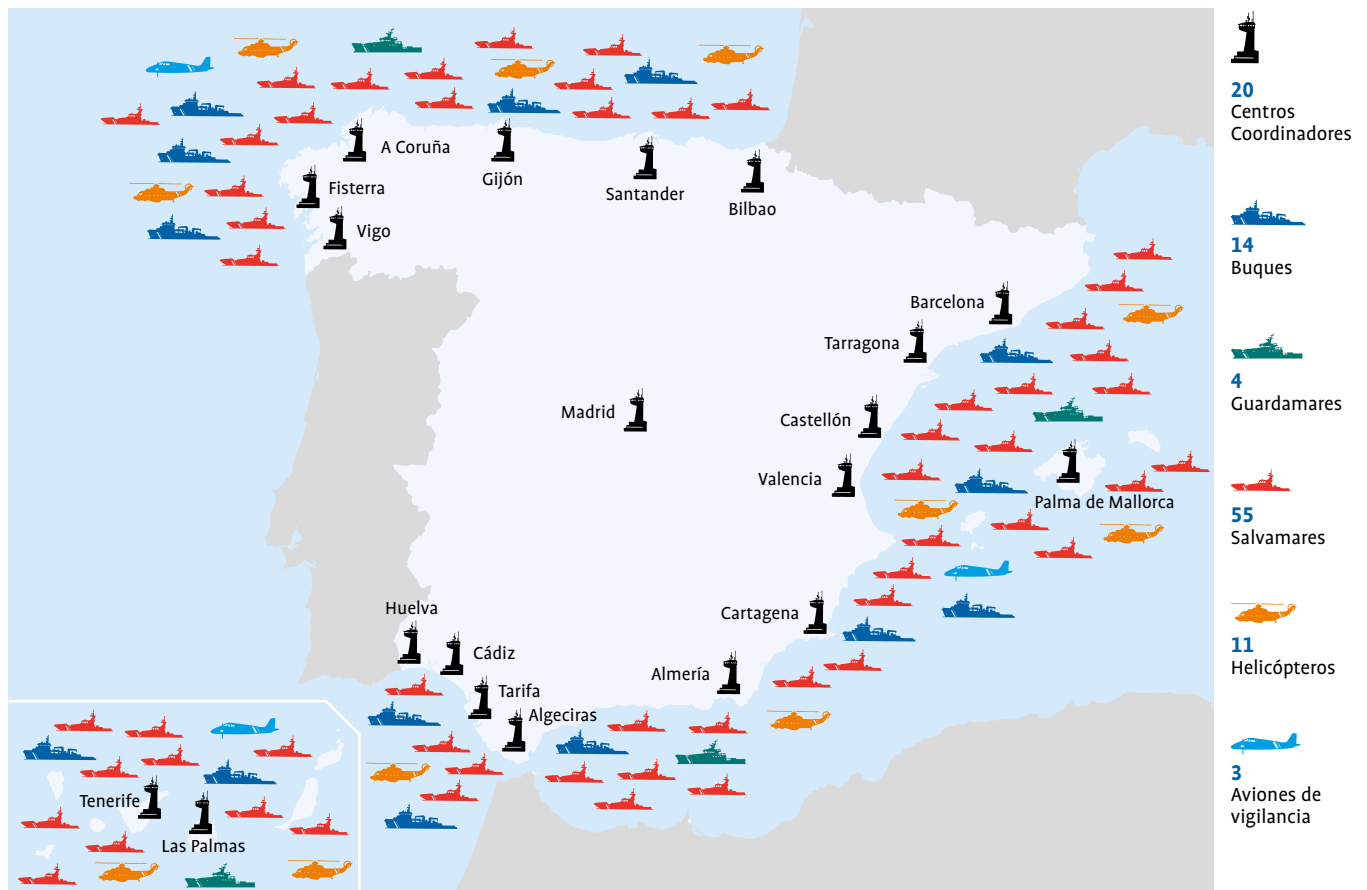 A Coruña
Fisterra
Vigo
Gijón
Santander
Bilbao
Barcelona
Tarragona
Madrid
Castellón
Valencia
Palma de Mallorca
Cartagena
Almería
Huelva
Cádiz
Tarifa
Algeciras
Tenerife
Las Palmas
20
Centros
Coordinadores
14
Buques
4
Guardamares
55
Salvamares
11
Helicópteros
3
Aviones de
vigilancia